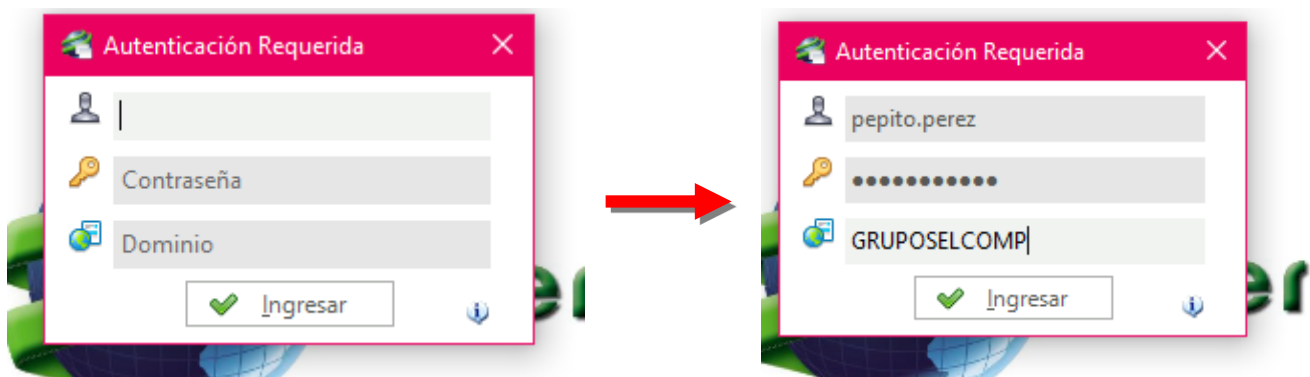 Autenticación Requerida
Contraseña
Dominio
Ingresar
Autenticación Requerida
pepito.perez
•••••••••••
GRUPOSELCOMP
Ingresar